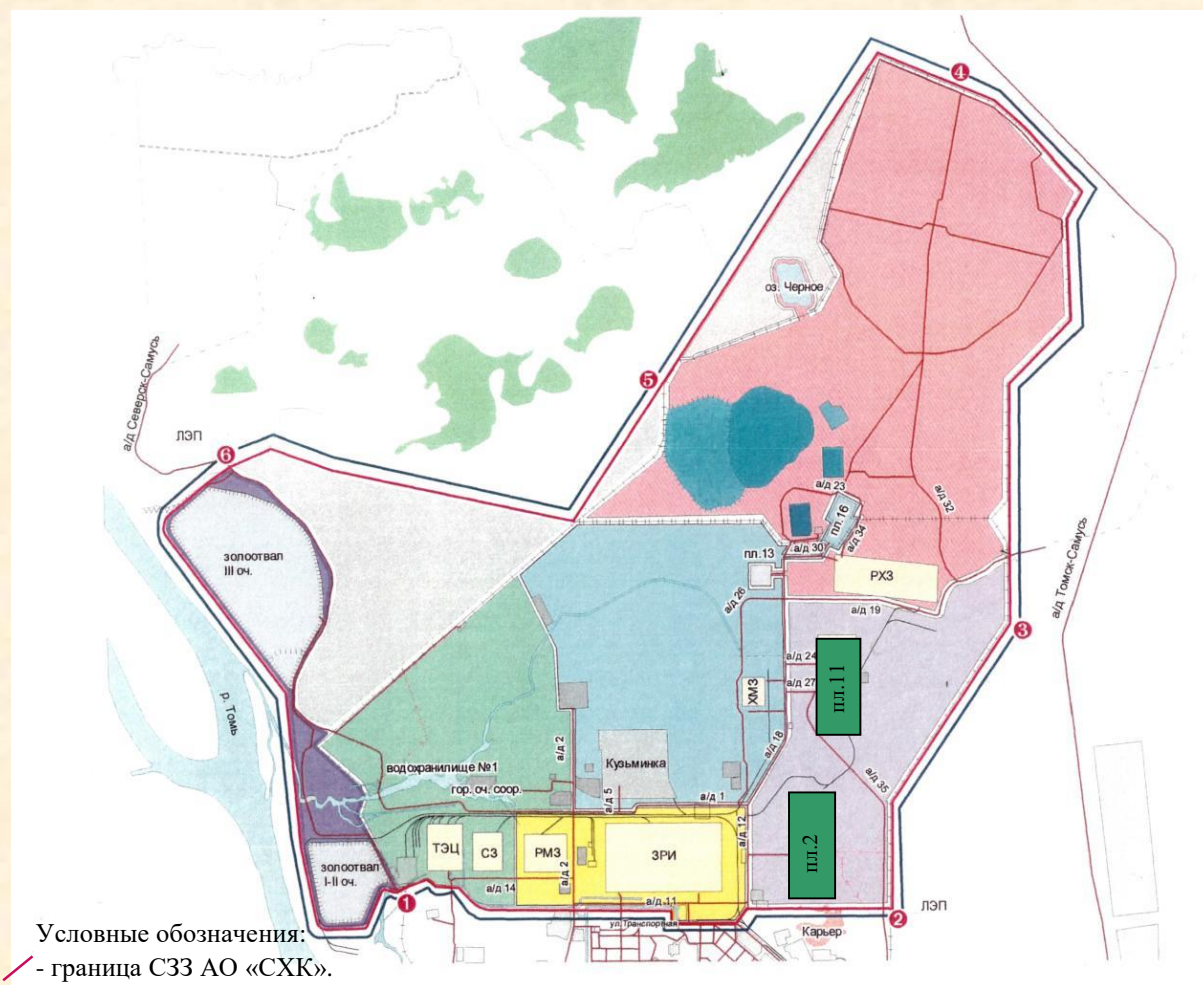 4
оз. Черное
5
а/д Северск-Самусь
ЛЭП
6
а/д 23
пл.16
а/д 32
а/д 34
а/д 30
пл.13
золоотвал
III оч.
РХЗ
а/д Томск-Самусь
а/д 26
а/д 19
3
а/д 24
пл.11
ХМЗ
а/д 27
р. Томь
а/д 2
а/д 18
Кузьминка
водохранилище №1
гор. оч. соор.
а/д 35
а/д 5
а/д 1
а/д 12
пл.2
ТЭЦ
СЗ
РМЗ
ЗРИ
золоотвал
I-II оч.
а/д 2
а/д 14
1
а/д 11
2
ЛЭП
ул.Транспортная
Карьер
Условные обозначения:
- граница СЗЗ АО «СХК».